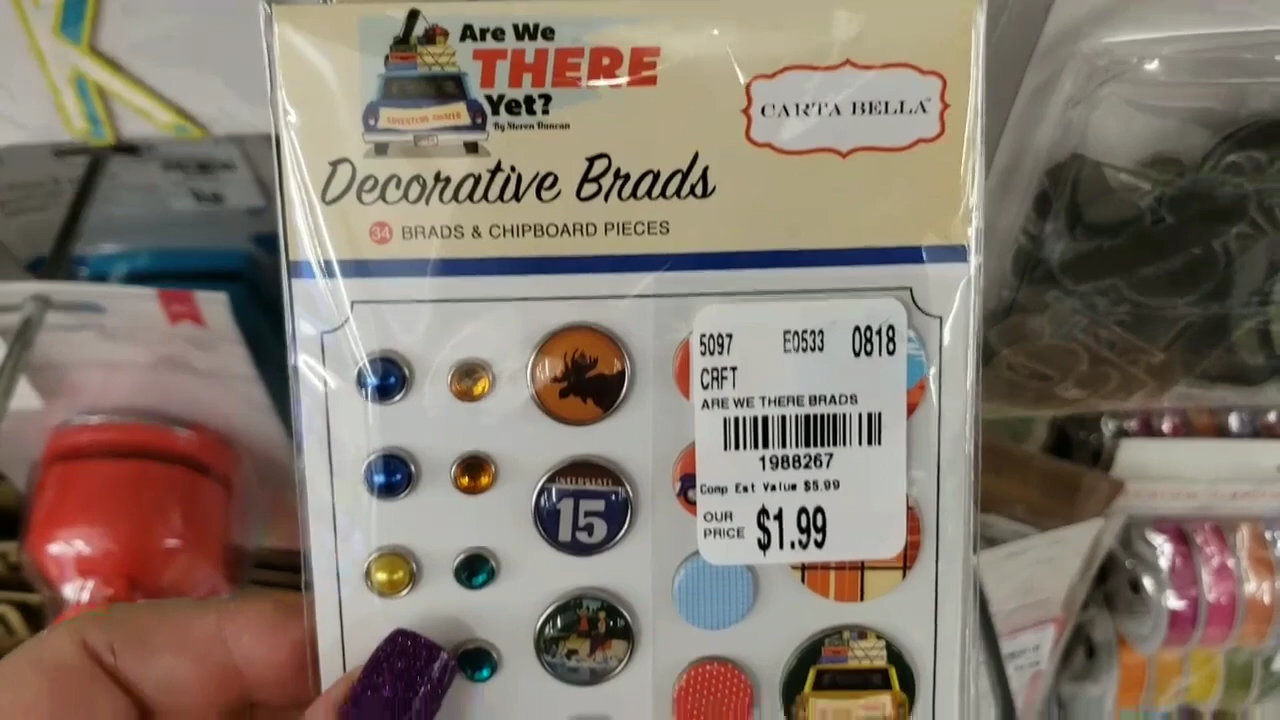 Are We
THERE
Yet?
By Steven Duncan
CARTA BELLA
Decorative Brads
34 BRADS & CHIPBOARD PIECES
5097 E0533 0818
CRFT
ARE WE THERE BRADS
1988267
Comp Est Value $5.99
OUR PRICE $1.99
INTERSTATE
15